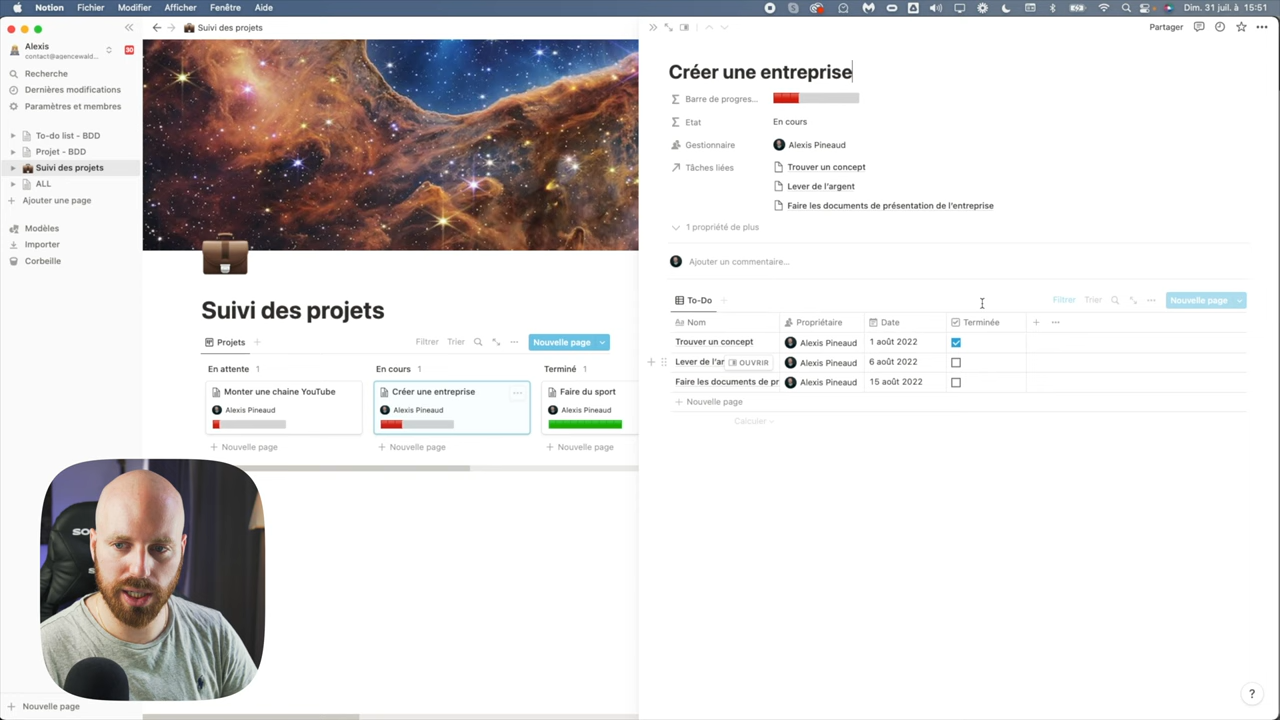 Notion Fichier Modifier Afficher Fenêtre Aide
Dim. 31 juil. à 15:51
Alexis
contact@agencewald...
30
Recherche
Dernières modifications
Paramètres et membres
To-do list - BDD
Projet - BDD
Suivi des projets
ALL
Ajouter une page
Modèles
Importer
Corbeille
Nouvelle page
Suivi des projets
Suivi des projets
Projets
Filtrer Trier Nouvelle page
En attente 1
Monter une chaine YouTube
Alexis Pineaud
Nouvelle page
En cours 1
Créer une entreprise
Alexis Pineaud
Nouvelle page
Terminé 1
Faire du sport
Alexis Pineaud
Nouvelle page
Partager
Créer une entreprise
Barre de progres...
Etat En cours
Gestionnaire Alexis Pineaud
Tâches liées Trouver un concept
Lever de l'argent
Faire les documents de présentation de l'entreprise
1 propriété de plus
Ajouter un commentaire...
To-Do
Filtrer Trier Nouvelle page
Nom Propriétaire Date Terminée
Trouver un concept Alexis Pineaud 1 août 2022
Lever de l'ar OUVRIR Alexis Pineaud 6 août 2022
Faire les documents de pr Alexis Pineaud 15 août 2022
Nouvelle page
Calculer
?